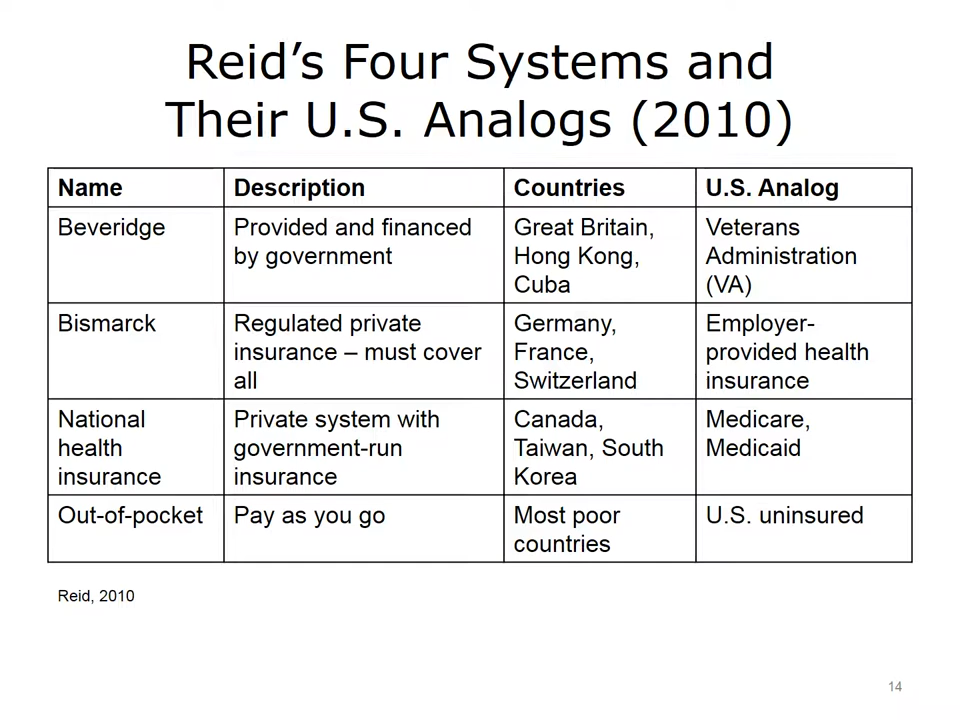 Reid’s Four Systems and
Their U.S. Analogs (2010)
Name Description Countries U.S. Analog
Beveridge Provided and financed Great Britain, Veterans
by government Hong Kong, Administration
Cuba (VA)
Bismarck Regulated private Germany, Employer-
insurance – must cover France, provided health
all Switzerland insurance
National Private system with Canada, Medicare,
health government-run Taiwan, South Medicaid
insurance insurance Korea
Out-of-pocket Pay as you go Most poor U.S. uninsured
countries
Reid, 2010
14